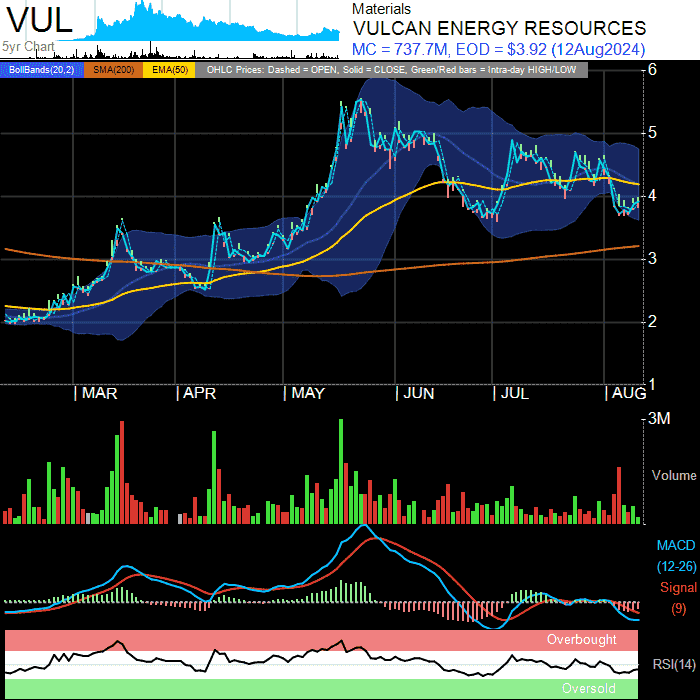 VUL
5yr Chart
Materials
VULCAN ENERGY RESOURCES
MC = 737.7M, EOD = $3.92 (12Aug2024)
BollBands(20,2) SMA(200) EMA(50) OHLC Prices: Dashed = OPEN, Solid = CLOSE, Green/Red bars = Intra-day HIGH/LOW
6
5
4
3
2
1
| MAR | APR | MAY | JUN | JUL | AUG
3M
Volume
MACD
(12-26)
Signal
(9)
Overbought
RSI(14)
Oversold